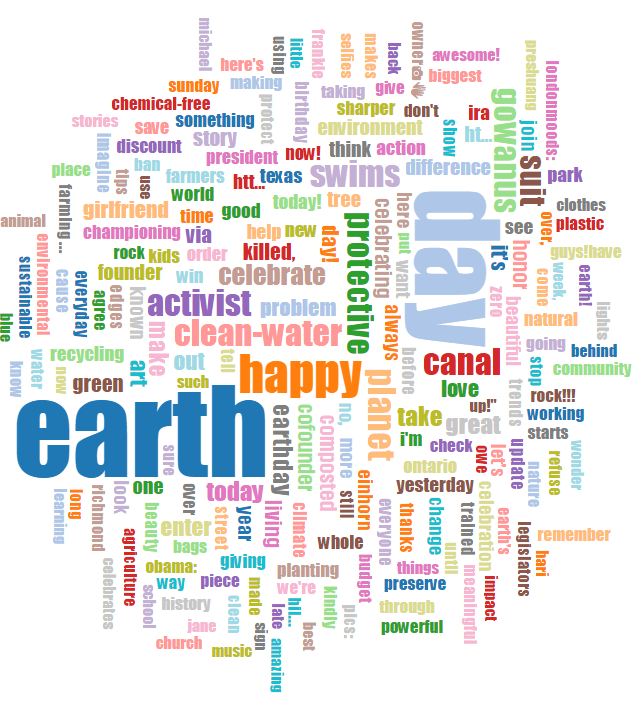 michael
here's
using
little
frankie
selfies
makes
back
owner📷👋
awesome!
preshung
londonmoods:
sunday
making
taking
give
biggest
chemical-free
protect
birthday
sharper
don't
ira
gowanus
join
stories
save
something
environment
show
ht...
suit
park
imagine
discount
story
president
now!
think
action
difference
place
tips
ban
use
farmers
htt...
texas
swims
clothes
farming...
girlfriend
world
time
good
today!
tree
celebrating
here
put
day
see
over,
plastic
animal
championing
via
help
new
protective
want
it's
honor
guys!have
environmental
sustainable
rock
kids
order
killed,
day!
week,
earth!
cause
everyday
agree
edges
founder
win
celebrate
come
zero
beautiful
natural
lights
blue
known
activist
problem
always
going
behind
know
water
recycling
make
clean-water
before
canal
stop
community
now
green
art
out
tell
such
happy
planet
love
trends
rock!!!
up!"
working
earth
sure
earthday
cofounder
composted
no,
more
take
i'm
great
starts
check
owe
let's
update
wonder
refuse
nature
einhorn
ontario
yesterday
learning
long
richmond
look
one
over
today
living
climate
still
everyone
thanks
change
trained
celebration
earth's
legislators
remember
beauty
enter
street
year
whole
until
hari
agriculture
bags
giving
planting
budget
things
meaningful
impact
celebrates
obama:
way
piece
made
we're
kindly
preserve
school
history
clean
late
hil...
pics:
through
jane
sign
best
powerful
church
music
amazing